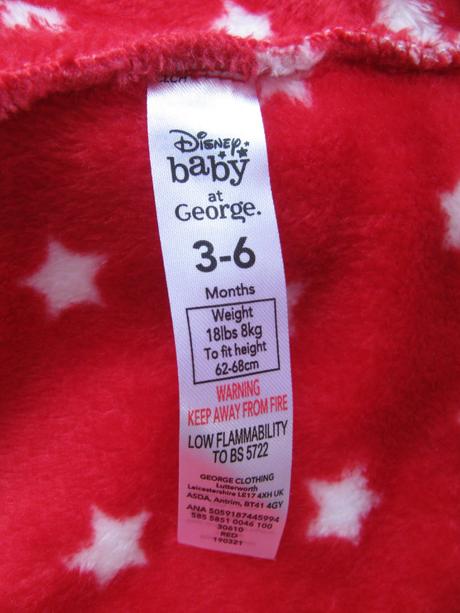 Disney
baby
at
George.
3-6
Months
Weight
18lbs 8kg
To fit height
62-68cm
WARNING
KEEP AWAY FROM FIRE
LOW FLAMMABILITY
TO BS 5722
GEORGE CLOTHING
Lutterworth
Leicestershire LE17 4XH UK
ASDA, Antrim, BT41 4GY
ANA 5059187445994
585 5851 0046 100
30610
RED
190321